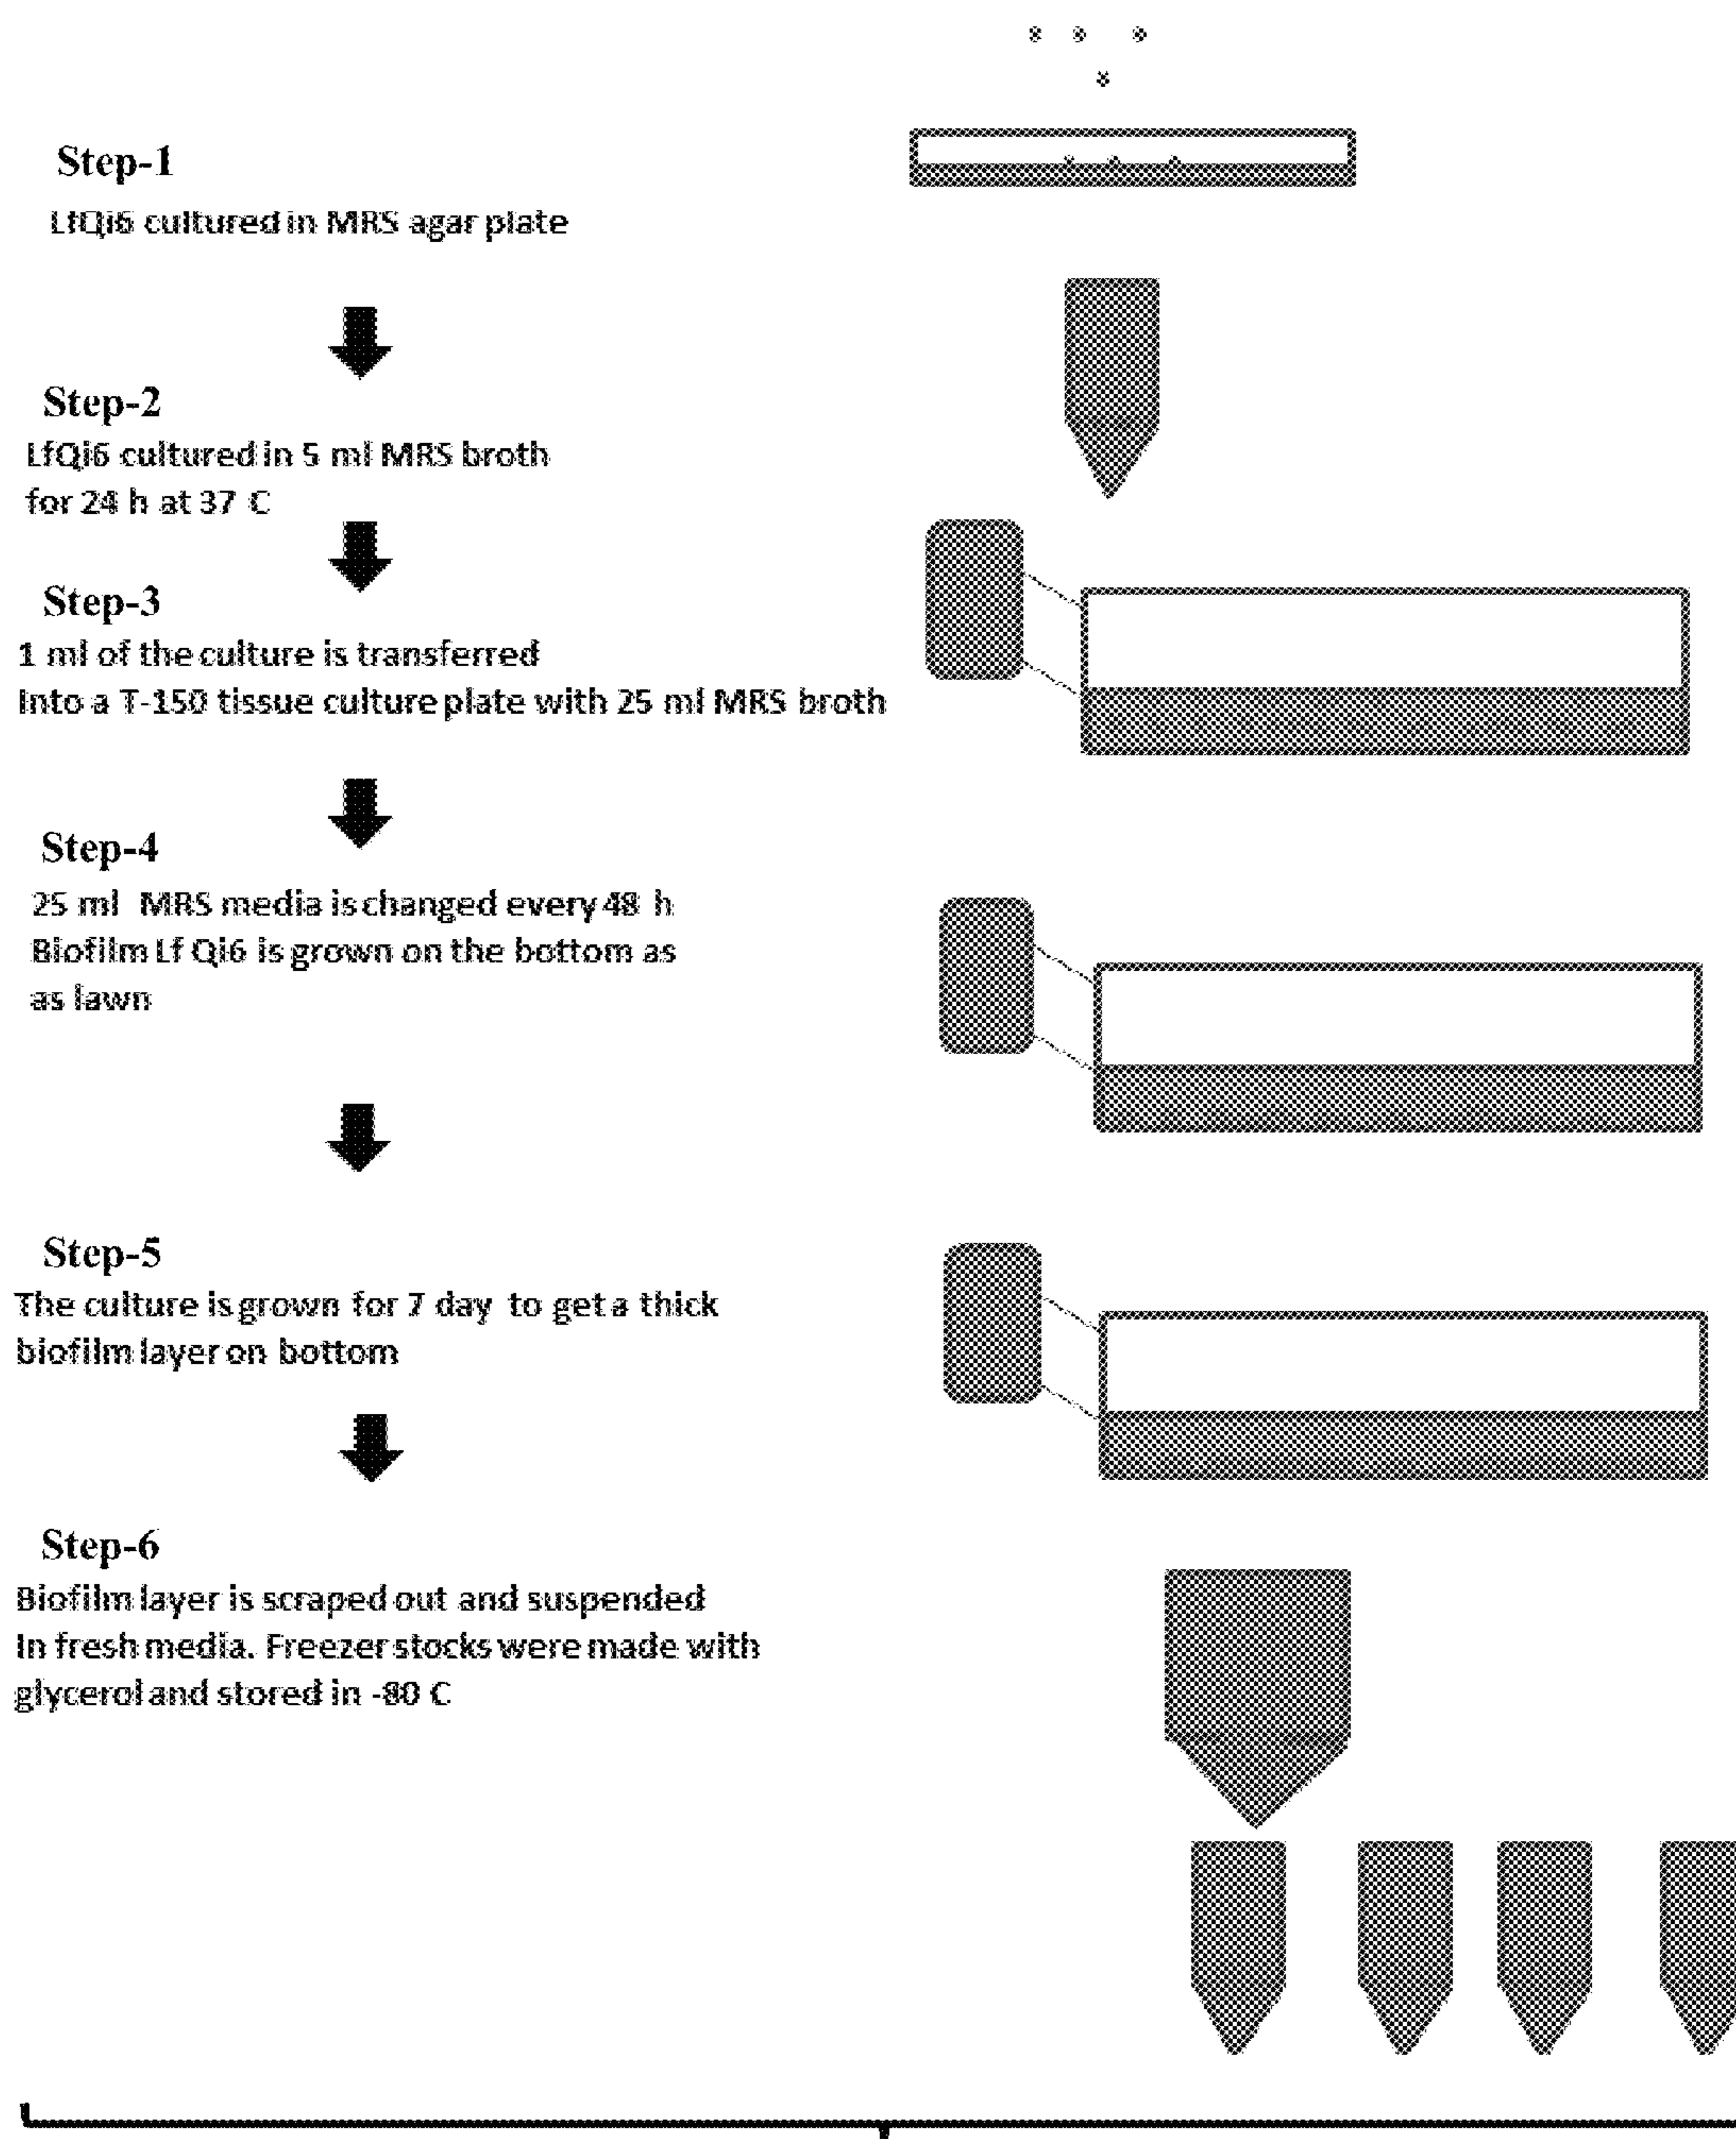 Step-1
LfQi6 cultured in MRS agar plate
Step-2
LfQi6 cultured in 5 ml MRS broth
for 24 h at 37 C
Step-3
1 ml of the culture is transferred
Into a T-150 tissue culture plate with 25 ml MRS broth
Step-4
25 ml MRS media is changed every 48 h
Biofilm Lf Qi6 is grown on the bottom as
as lawn
Step-5
The culture is grown for 7 day to get a thick
biofilm layer on bottom
Step-6
Biofilm layer is scraped out and suspended
In fresh media. Freezer stocks were made with
glycerol and stored in -80 C